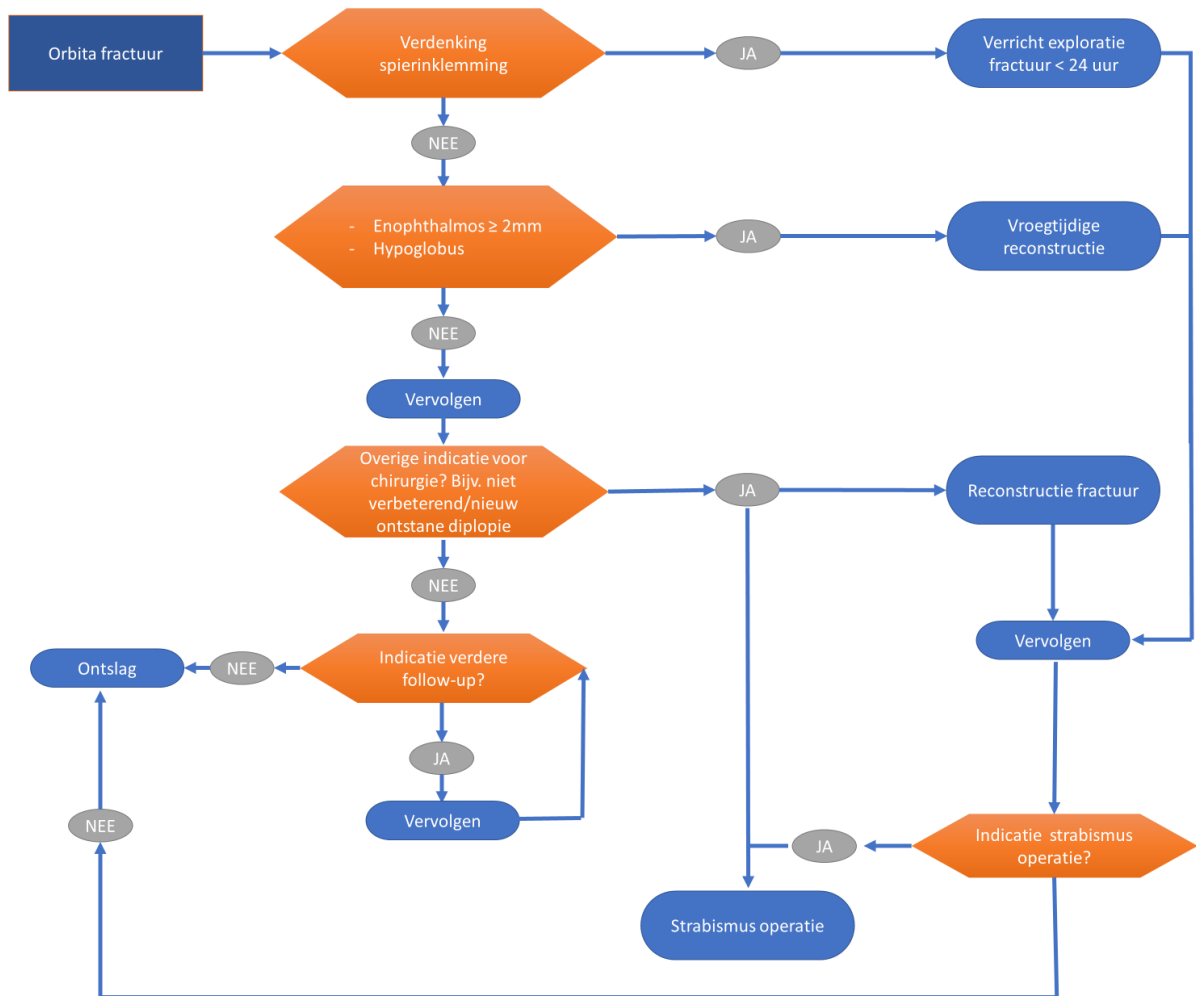 Orbita fractuur
Verdenking
spierinklemming
JA
Verricht exploratie
fractuur < 24 uur
NEE
- Enophthalmos ≥ 2mm
- Hypoglobus
JA
Vroegtijdige
reconstructie
NEE
Vervolgen
Overige indicatie voor
chirurgie? Bijv. niet
verbeterend/nieuw
ontstane diplopie
JA
Reconstructie fractuur
NEE
Vervolgen
Indicatie verdere
follow-up?
NEE
Ontslag
JA
Vervolgen
NEE
Indicatie strabismus
operatie?
JA
Strabismus operatie